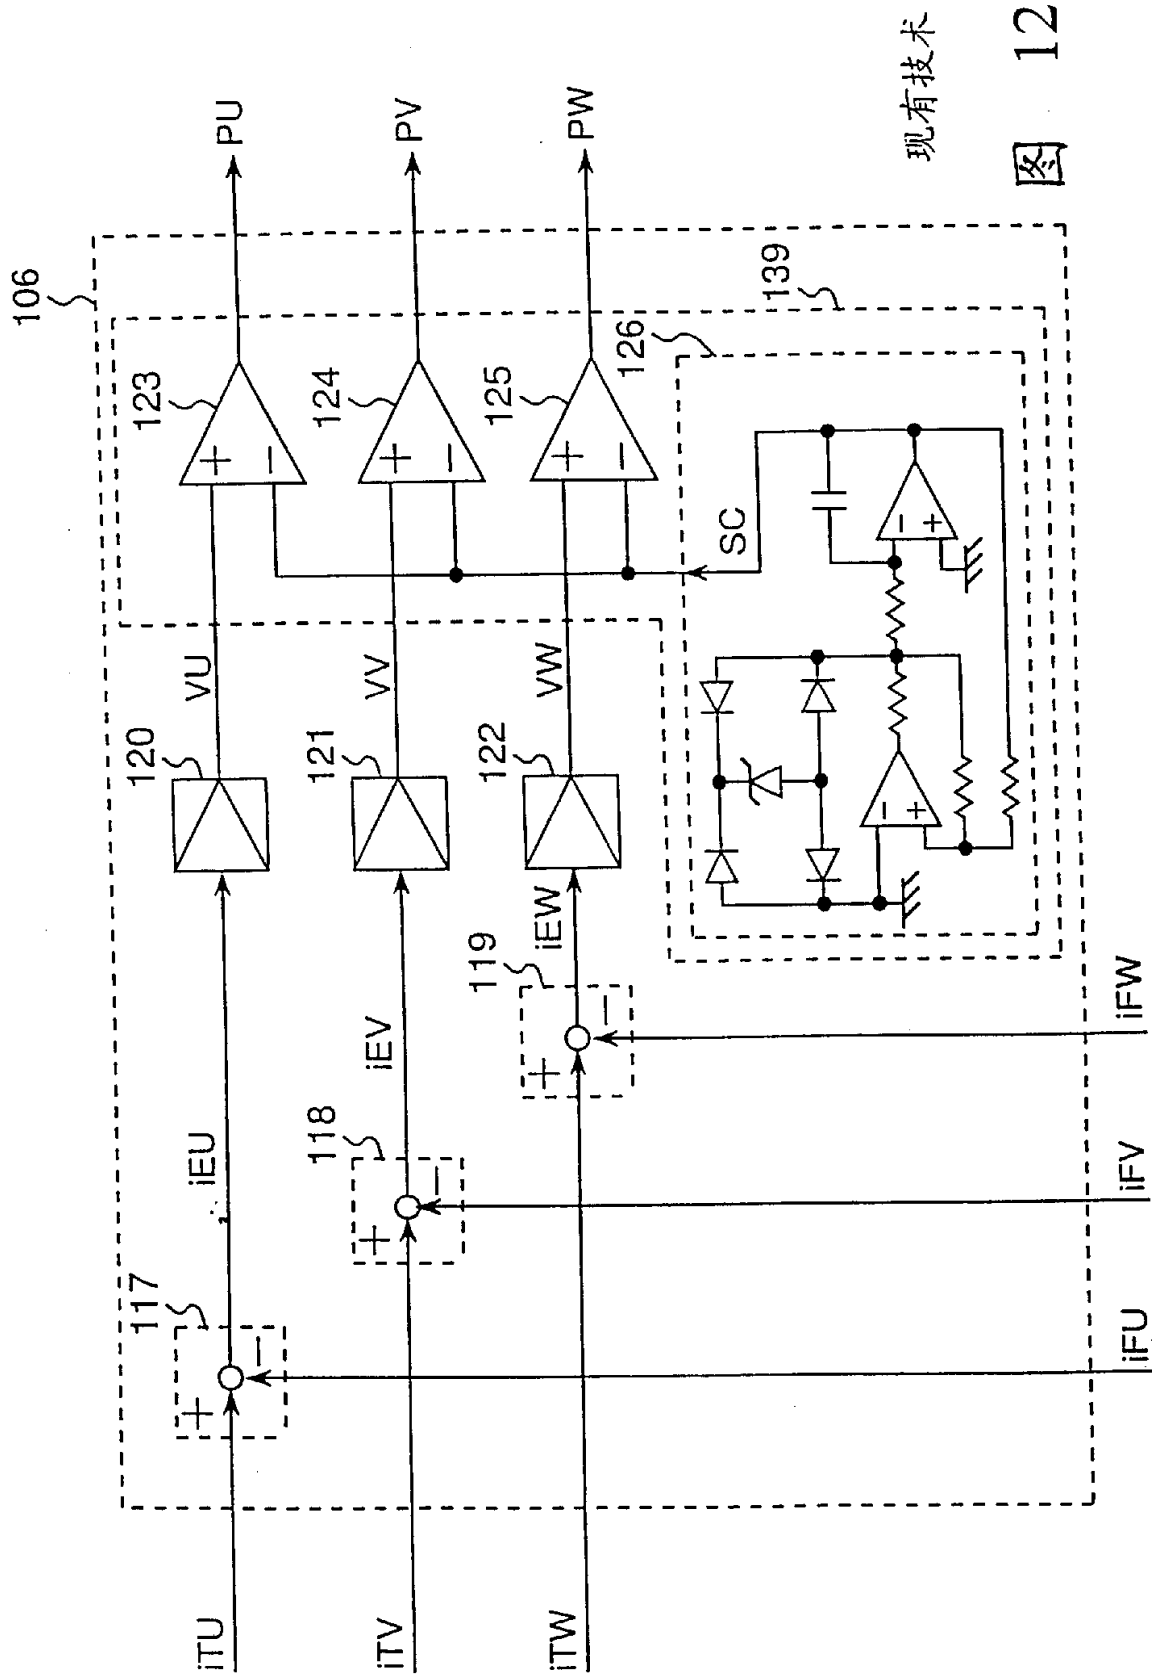 106
139
126
123
124
125
PU
PV
PW
+
−
+
−
+
−
SC
VU
VV
VW
120
121
122
−
+
−
+
iEU
iEV
iEW
117
118
119
+
−
+
−
+
−
iTU
iTV
iTW
iFU
iFV
iFW
现有技术
图 12